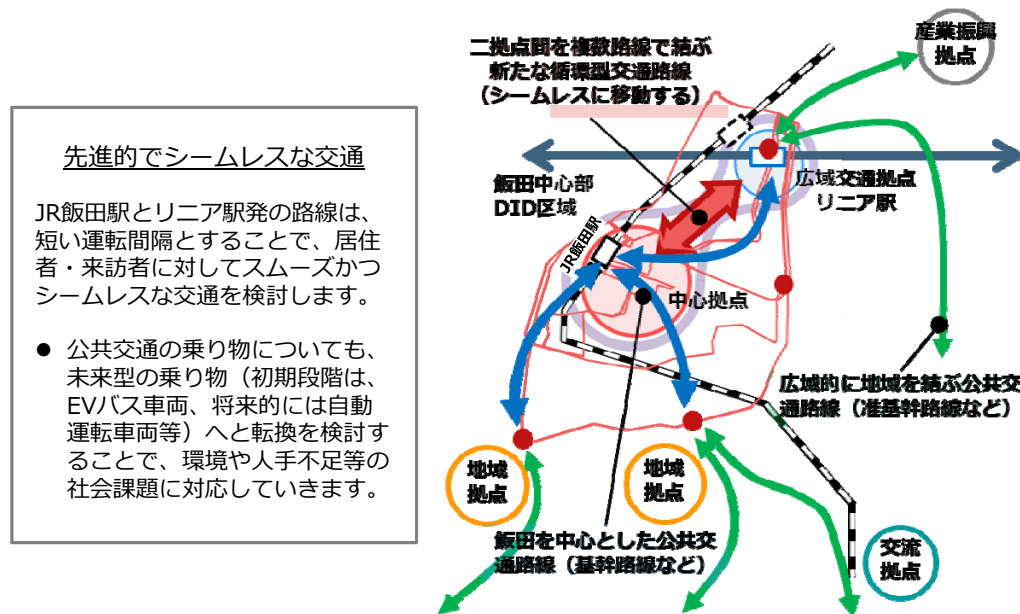 先進的でシームレスな交通
JR飯田駅とリニア駅発の路線は、
短い運転間隔とすることで、居住
者・来訪者に対してスムーズかつ
シームレスな交通を検討します。
● 公共交通の乗り物についても、
未来型の乗り物（初期段階は、
EVバス車両、将来的には自動
運転車両等）へと転換を検討す
ることで、環境や人手不足等の
社会課題に対応していきます。
二拠点間を複数路線で結ぶ
新たな循環型交通路線
（シームレスに移動する）
産業振興
拠点
飯田中心部
DID区域
広域交通拠点
リニア駅
JR飯田駅
中心拠点
広域的に地域を結ぶ公共交
通路線（准基幹路線など）
地域
拠点
地域
拠点
飯田を中心とした公共交
通路線（基幹路線など）
交流
拠点